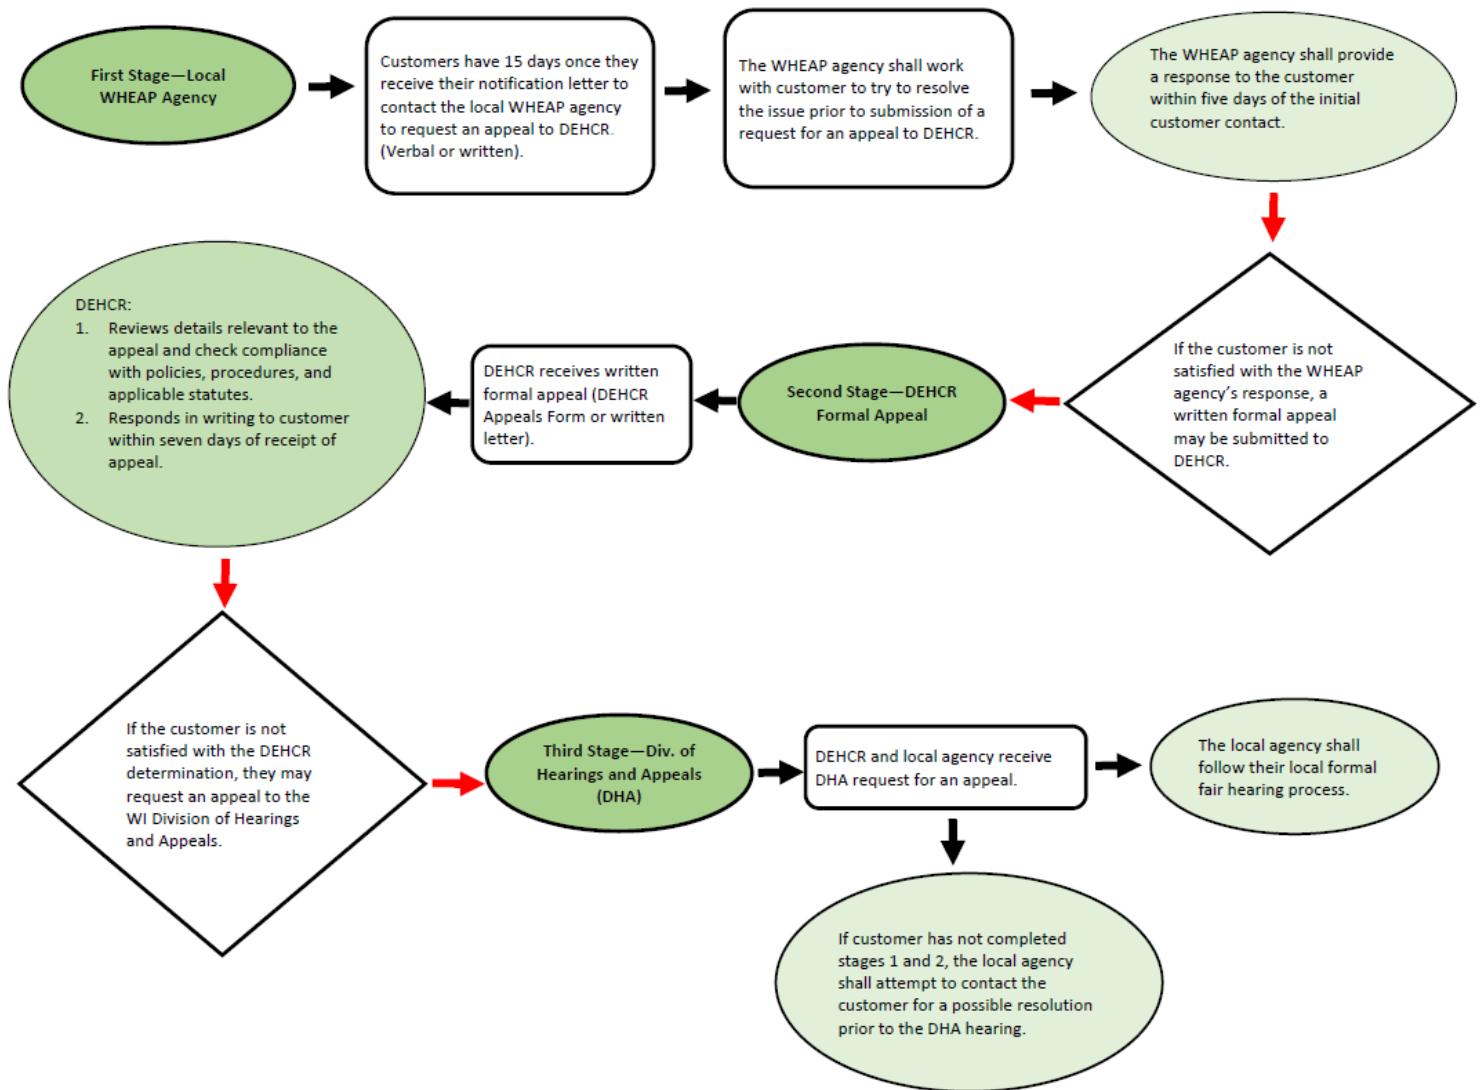 First Stage—Local
WHEAP Agency
Customers have 15 days once they
receive their notification letter to
contact the local WHEAP agency
to request an appeal to DEHCR.
(Verbal or written).
The WHEAP agency shall work
with customer to try to resolve
the issue prior to submission of a
request for an appeal to DEHCR.
The WHEAP agency shall provide
a response to the customer
within five days of the initial
customer contact.
If the customer is not
satisfied with the WHEAP
agency’s response, a
written formal appeal
may be submitted to
DEHCR.
Second Stage—DEHCR
Formal Appeal
DEHCR receives written
formal appeal (DEHCR
Appeals Form or written
letter).
DEHCR:
1. Reviews details relevant to the
appeal and check compliance
with policies, procedures, and
applicable statutes.
2. Responds in writing to customer
within seven days of receipt of
appeal.
If the customer is not
satisfied with the DEHCR
determination, they may
request an appeal to the
WI Division of Hearings
and Appeals.
Third Stage—Div. of
Hearings and Appeals
(DHA)
DEHCR and local agency receive
DHA request for an appeal.
The local agency shall
follow their local formal
fair hearing process.
If customer has not completed
stages 1 and 2, the local agency
shall attempt to contact the
customer for a possible resolution
prior to the DHA hearing.